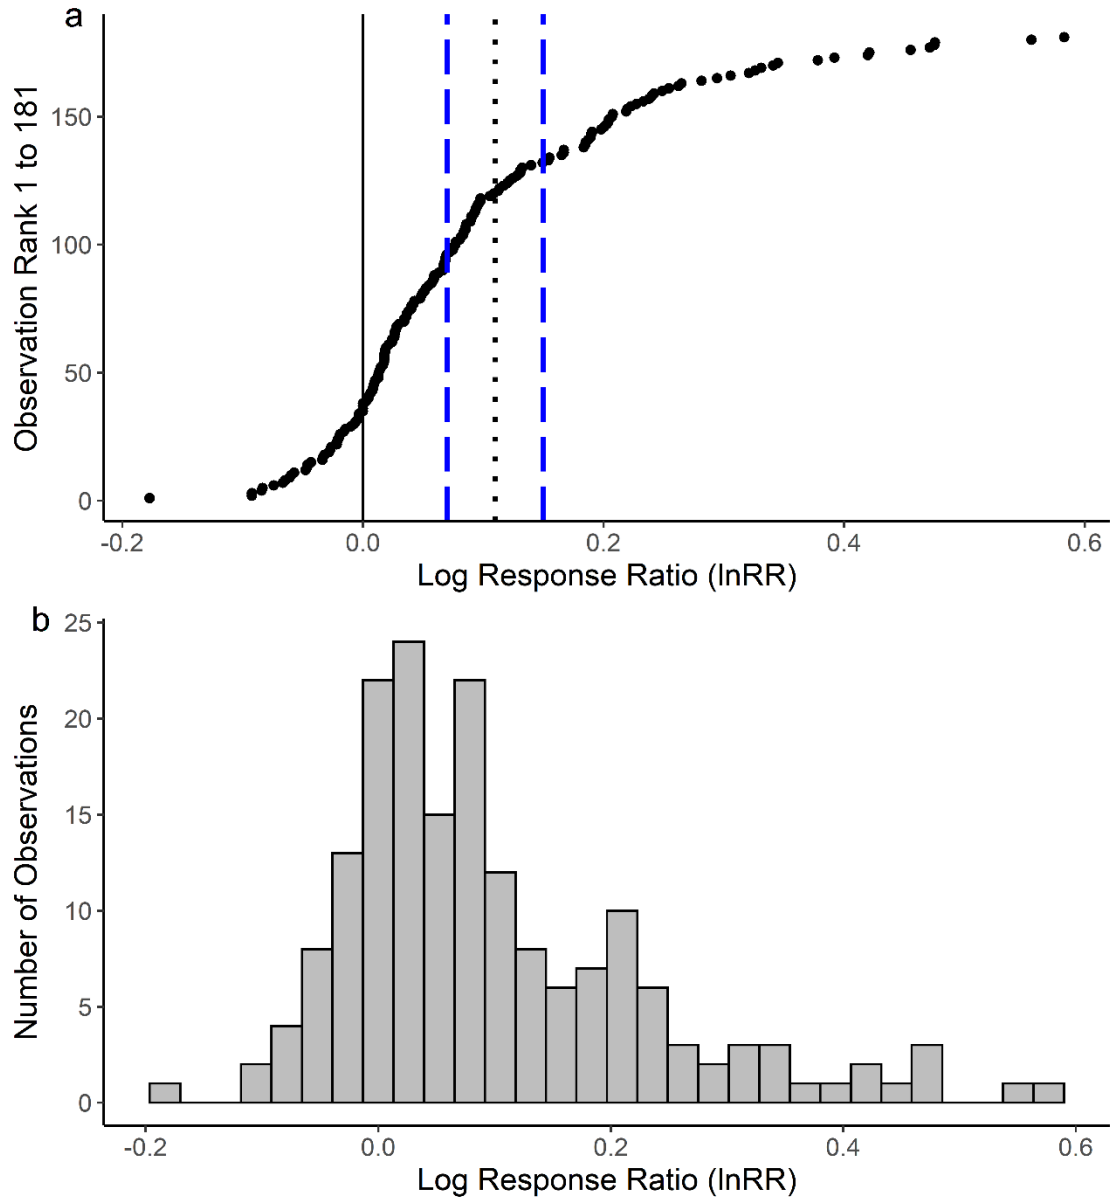 a
Observation Rank 1 to 181
150
100
50
0
-0.2 0.0 0.2 0.4 0.6
Log Response Ratio (lnRR)
b
Number of Observations
25
20
15
10
5
0
-0.2 0.0 0.2 0.4 0.6
Log Response Ratio (lnRR)